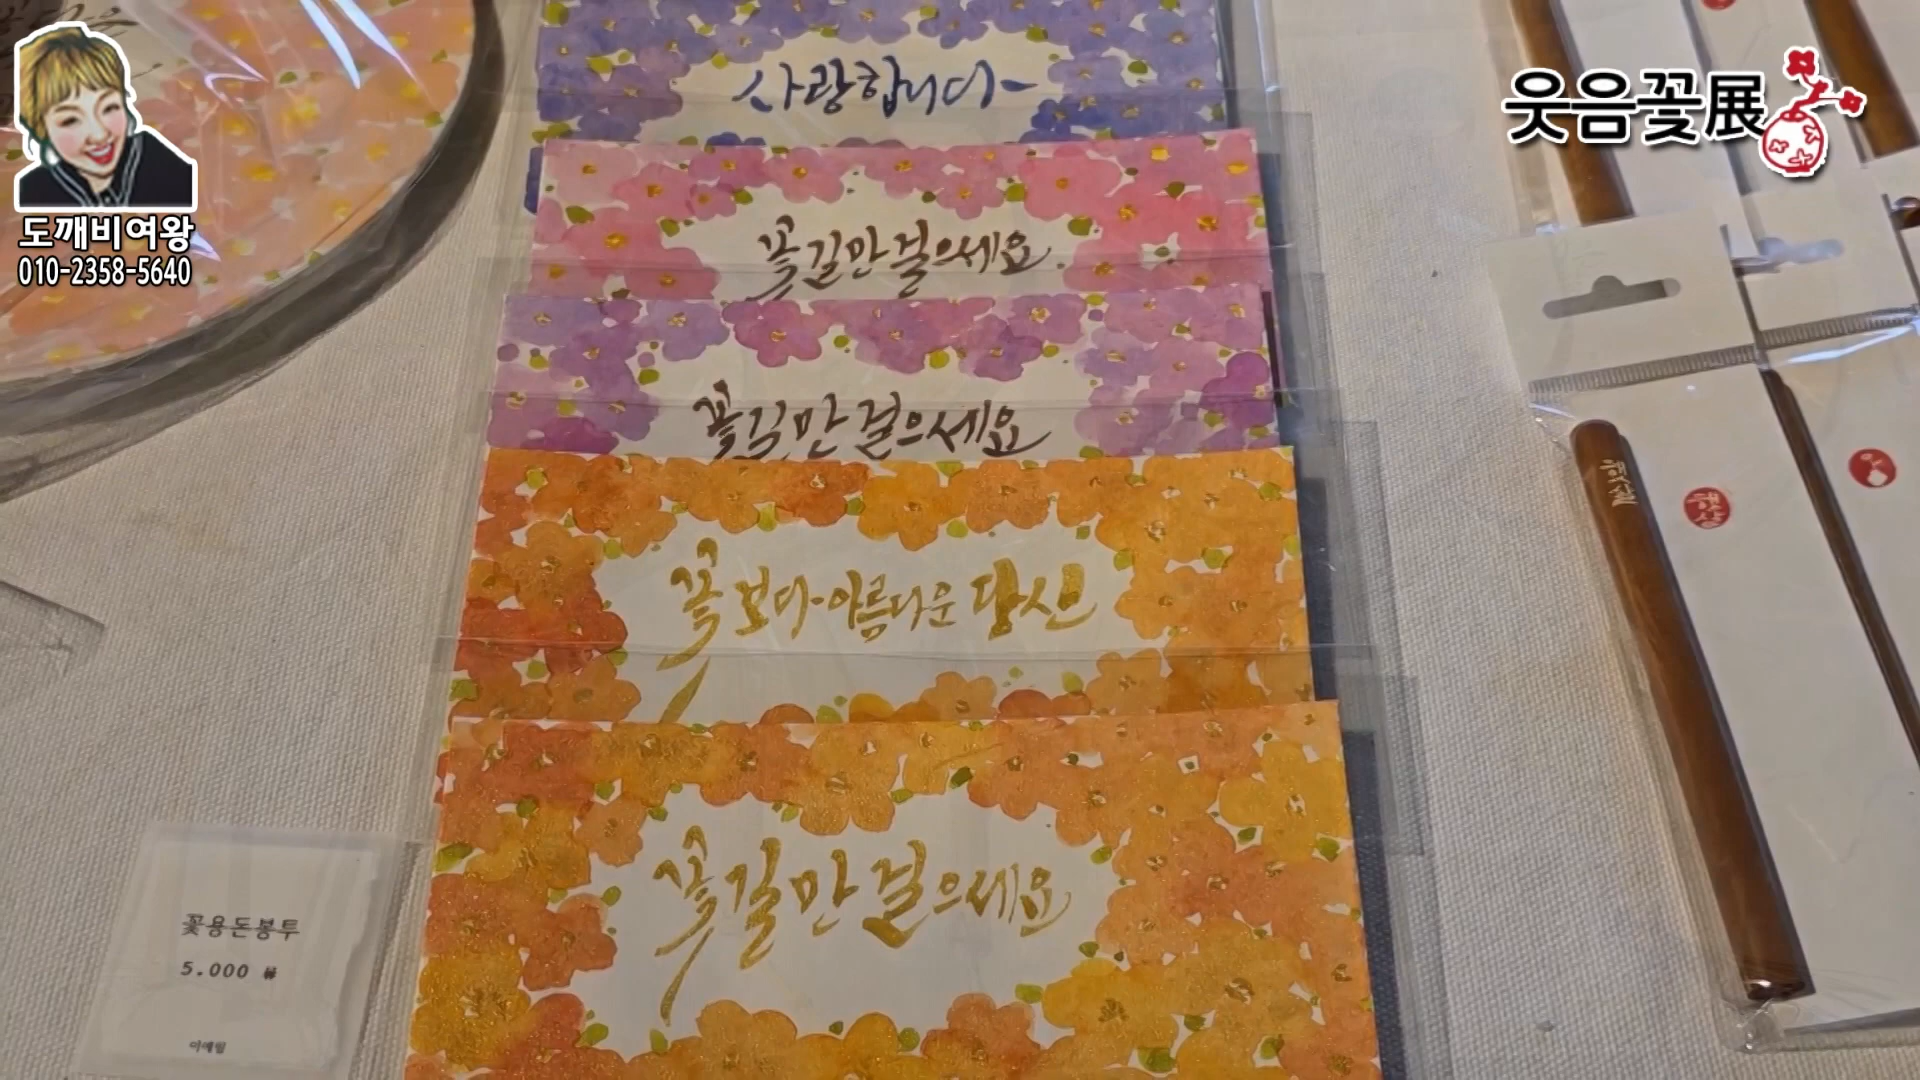 도깨비여왕
010-2358-5640
웃음꽃展
사랑합니다
꽃길만 걸으세요.
꽃길만 걸으세요
꽃보다 아름다운 당신
꽃길만 걸으세요
꽃용돈봉투
5.000 ₩